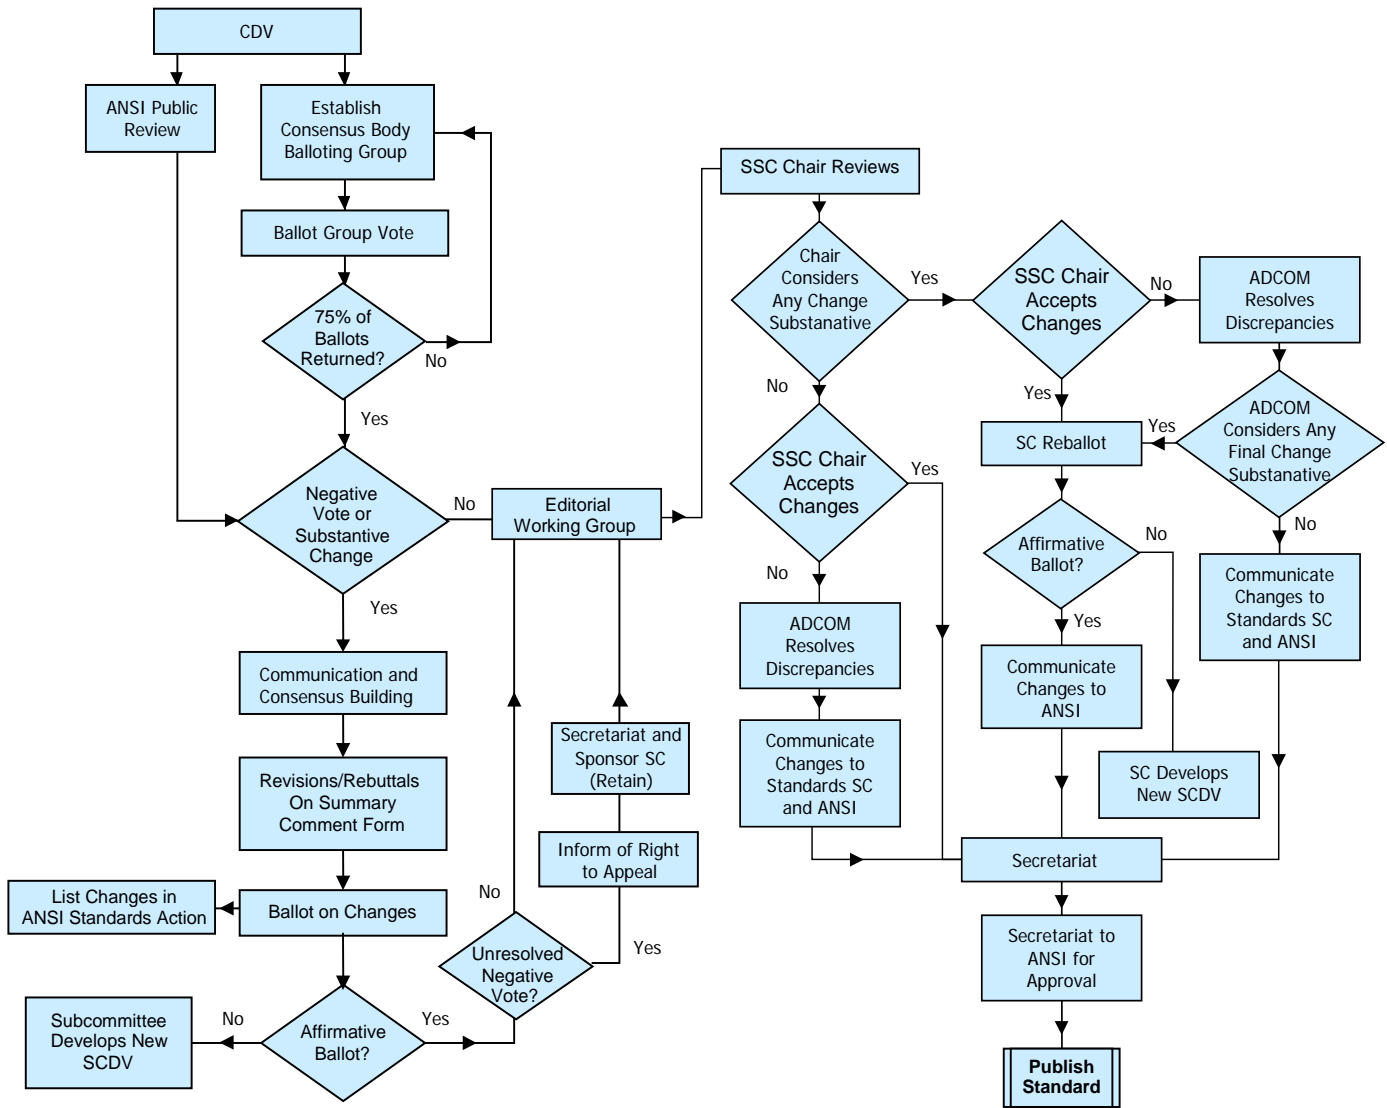 CDV
ANSI Public
Review
Establish
Consensus Body
Balloting Group
Ballot Group Vote
75% of
Ballots
Returned?
No
Yes
Negative
Vote or
Substantive
Change
No
Yes
Editorial
Working Group
Communication and
Consensus Building
Revisions/Rebuttals
On Summary
Comment Form
Ballot on Changes
List Changes in
ANSI Standards Action
Affirmative
Ballot?
No
Yes
Subcommittee
Develops New
SCDV
Unresolved
Negative
Vote?
No
Yes
Inform of Right
to Appeal
Secretariat and
Sponsor SC
(Retain)
SSC Chair Reviews
Chair
Considers
Any Change
Substanative
Yes
No
SSC Chair
Accepts
Changes
Yes
No
ADCOM
Resolves
Discrepancies
Communicate
Changes to
Standards SC
and ANSI
SSC Chair
Accepts
Changes
No
Yes
ADCOM
Resolves
Discrepancies
ADCOM
Considers Any
Final Change
Substanative
Yes
No
SC Reballot
Affirmative
Ballot?
No
Yes
Communicate
Changes to
ANSI
SC Develops
New SCDV
Communicate
Changes to
Standards SC
and ANSI
Secretariat
Secretariat to
ANSI for
Approval
Publish
Standard